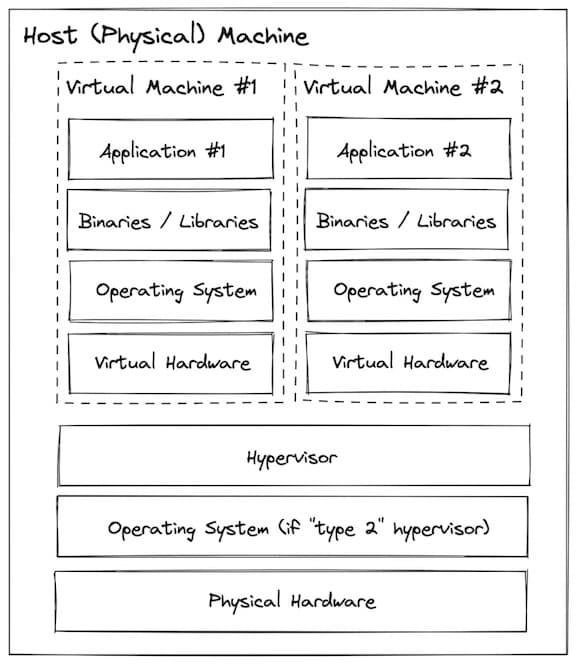 Host (Physical) Machine
Virtual Machine #1
Application #1
Binaries / Libraries
Operating System
Virtual Hardware
Virtual Machine #2
Application #2
Binaries / Libraries
Operating System
Virtual Hardware
Hypervisor
Operating System (if "type 2" hypervisor)
Physical Hardware